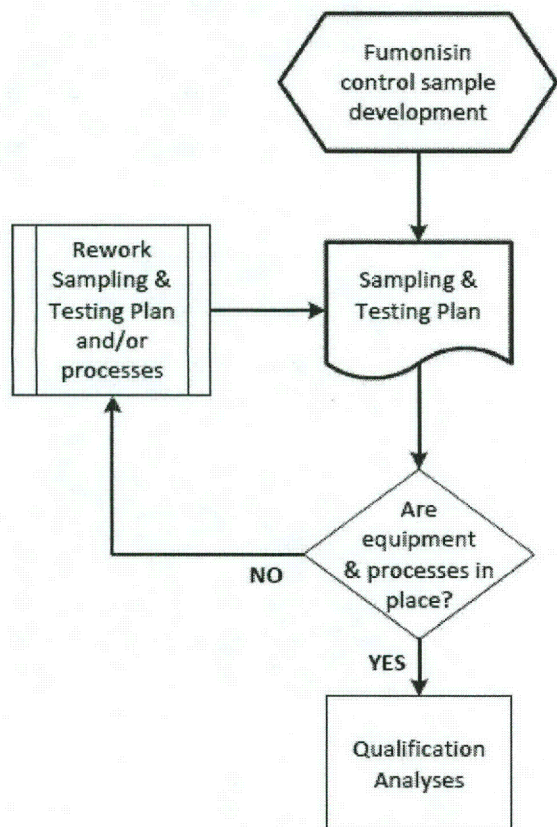 Fumonisin
control sample
development
Rework
Sampling &
Testing Plan
and/or
processes
Sampling &
Testing Plan
Are
equipment
& processes in
place?
NO
YES
Qualification
Analyses